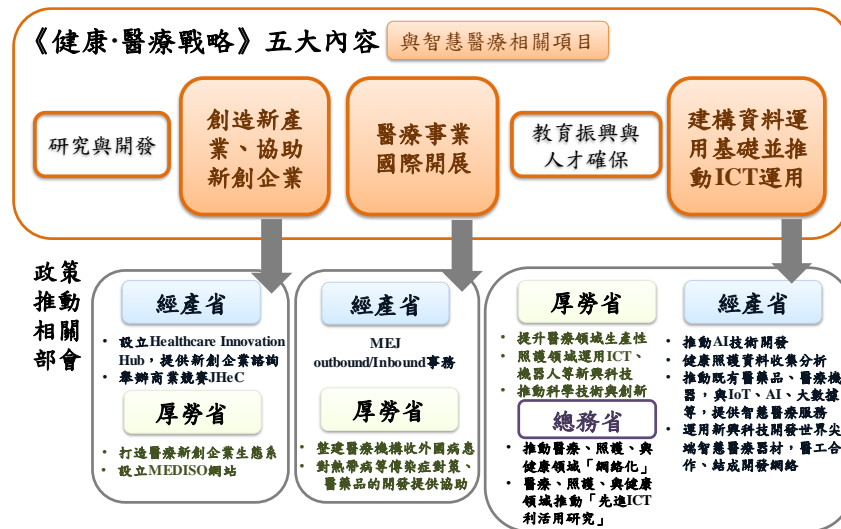 《健康·醫療戰略》五大內容
與智慧醫療相關項目
研究與開發
創造新產
業、協助
新創企業
醫療事業
國際開展
教育振興與
人才確保
建構資料運
用基礎並推
動ICT運用
政策
推動
相關
部會
經產省
• 設立Healthcare Innovation
Hub，提供新創企業諮詢
• 舉辦商業競賽JHeC
厚勞省
• 打造醫療新創企業生態系
• 設立MEDISO網站
經產省
• MEJ
outbound/Inbound事務
厚勞省
• 整建醫療機構收外國病患
• 對熱帶病等傳染症對策、
醫藥品的開發提供協助
厚勞省
• 提升醫療領域生產性
• 照護領域運用ICT、
機器人等新興科技
• 推動科學技術與創新
總務省
• 推動醫療、照護、與
健康領域「網絡化」
• 醫療、照護、與健康
領域推動「先進ICT
利活用研究」
經產省
• 推動AI技術開發
• 健康照護資料收集分析
• 推動既有醫藥品、醫療機
器，與IoT、AI、大數據
等，提供智慧醫療服務
• 運用新興科技開發世界尖
端智慧醫療器材，醫工合
作、結成開發網絡